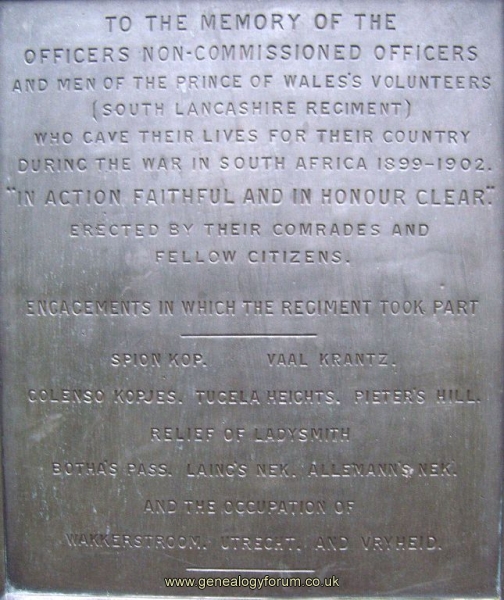 TO THE MEMORY OF THE
OFFICERS NON-COMMISSIONED OFFICERS
AND MEN OF THE PRINCE OF WALES'S VOLUNTEERS
(SOUTH LANCASHIRE REGIMENT)
WHO GAVE THEIR LIVES FOR THEIR COUNTRY
DURING THE WAR IN SOUTH AFRICA 1899-1902.
"IN ACTION FAITHFUL AND IN HONOUR CLEAR."
ERECTED BY THEIR COMRADES AND
FELLOW CITIZENS.
ENGAGEMENTS IN WHICH THE REGIMENT TOOK PART
SPION KOP. VAAL KRANTZ.
COLENSO KOPJES. TUGELA HEIGHTS. PIETER'S HILL.
RELIEF OF LADYSMITH
BOTHA'S PASS. LAING'S NEK. ALLEMANN'S NEK.
AND THE OCCUPATION OF
WAKKERSTROOM. UTRECHT. AND VRYHEID.
www.genealogyforum.co.uk